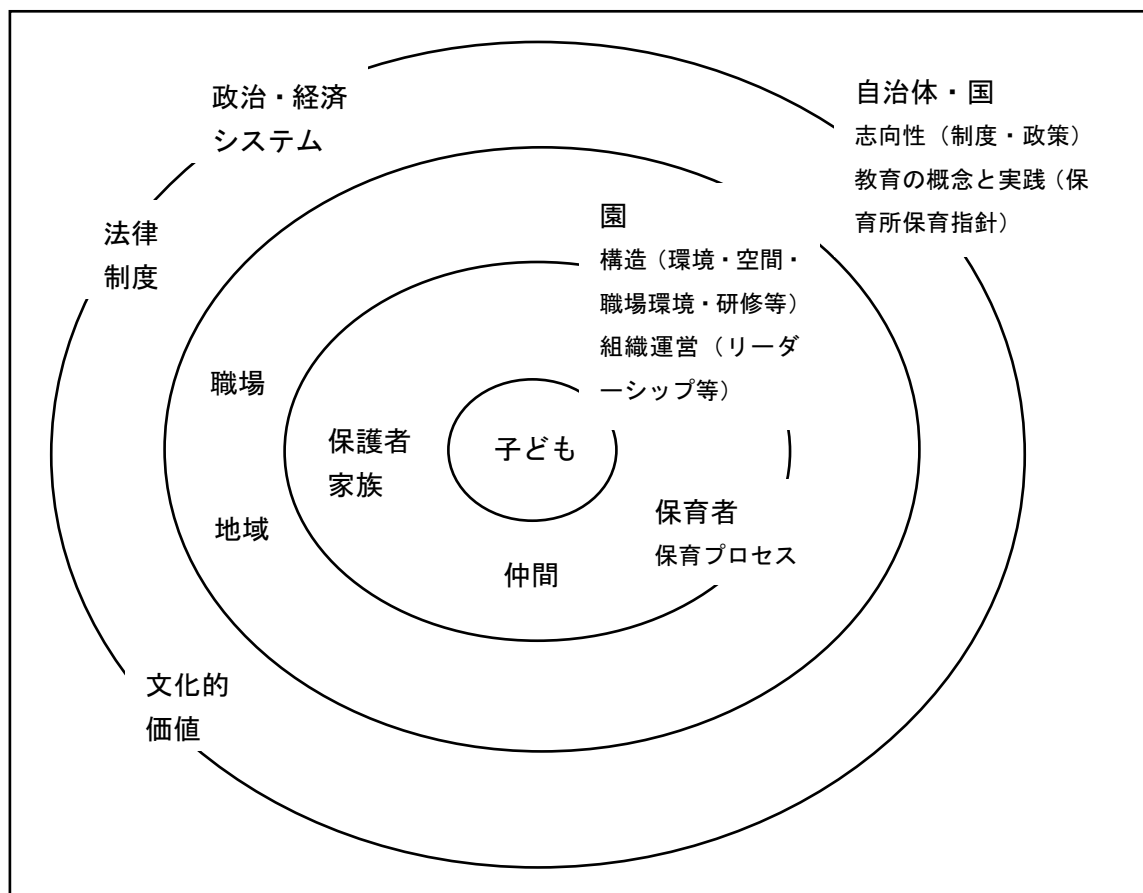 政治・経済
システム
自治体・国
志向性（制度・政策）
教育の概念と実践（保
育所保育指針）
法律
制度
園
構造（環境・空間・
職場環境・研修等）
組織運営（リーダ
ーシップ等）
職場
保護者
家族
子ども
地域
保育者
保育プロセス
仲間
文化的
価値